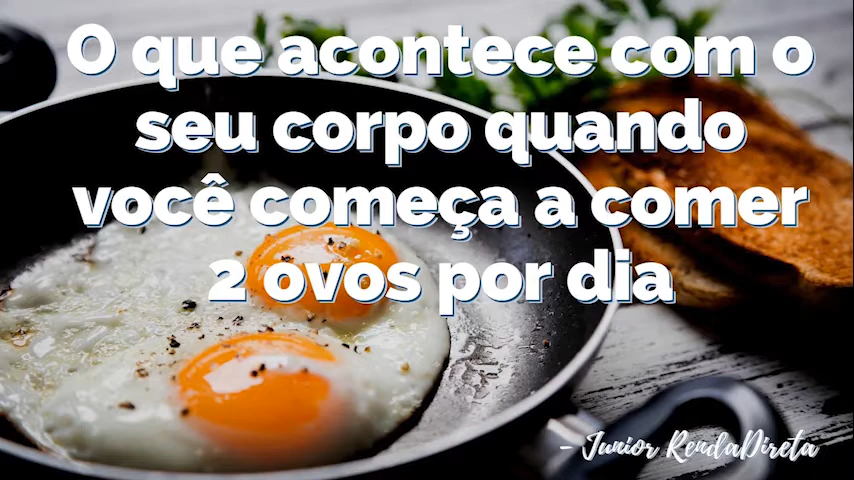 O que acontece com o
seu corpo quando
você começa a comer
2 ovos por dia
- Junior RendaDireta